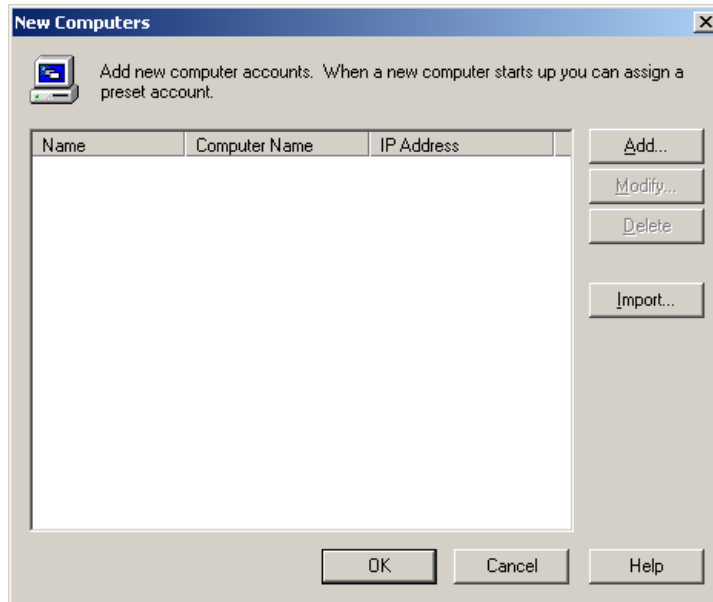 New Computers
Add new computer accounts.  When a new computer starts up you can assign a
preset account.
Name Computer Name IP Address
Add...
Modify...
Delete
Import...
OK Cancel Help